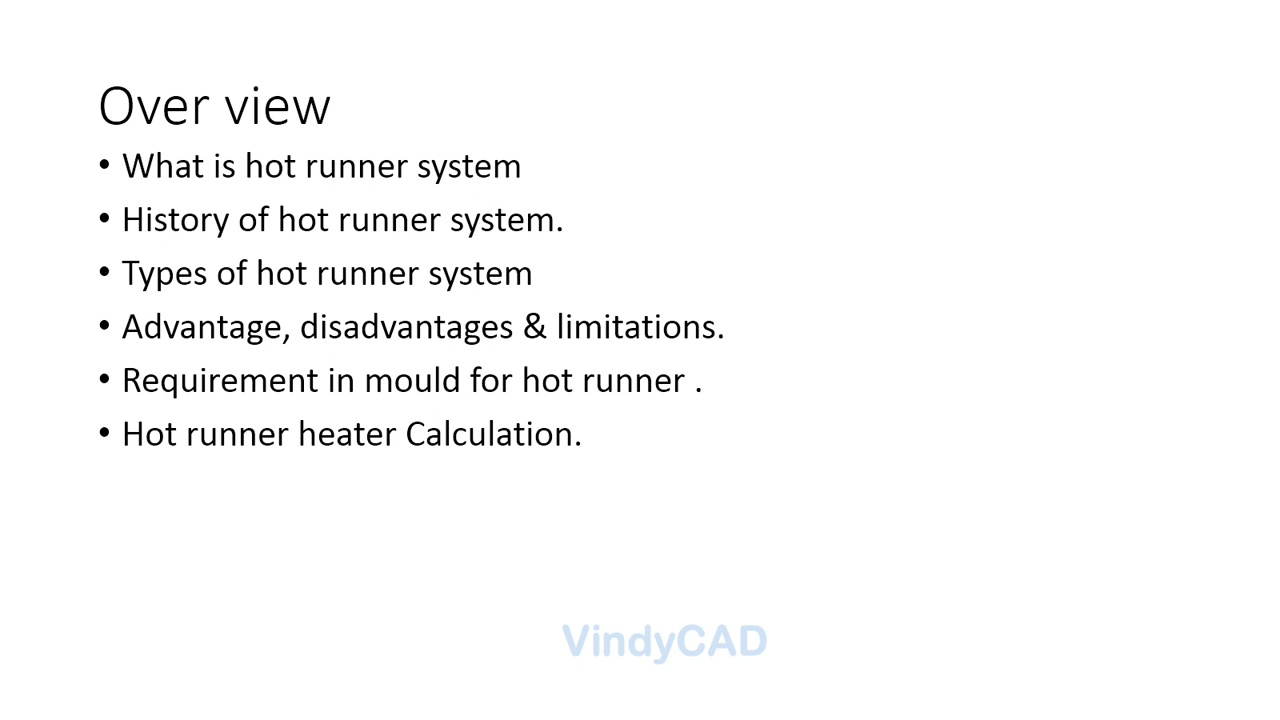 Over view
• What is hot runner system
• History of hot runner system.
• Types of hot runner system
• Advantage, disadvantages & limitations.
• Requirement in mould for hot runner .
• Hot runner heater Calculation.
VindyCAD